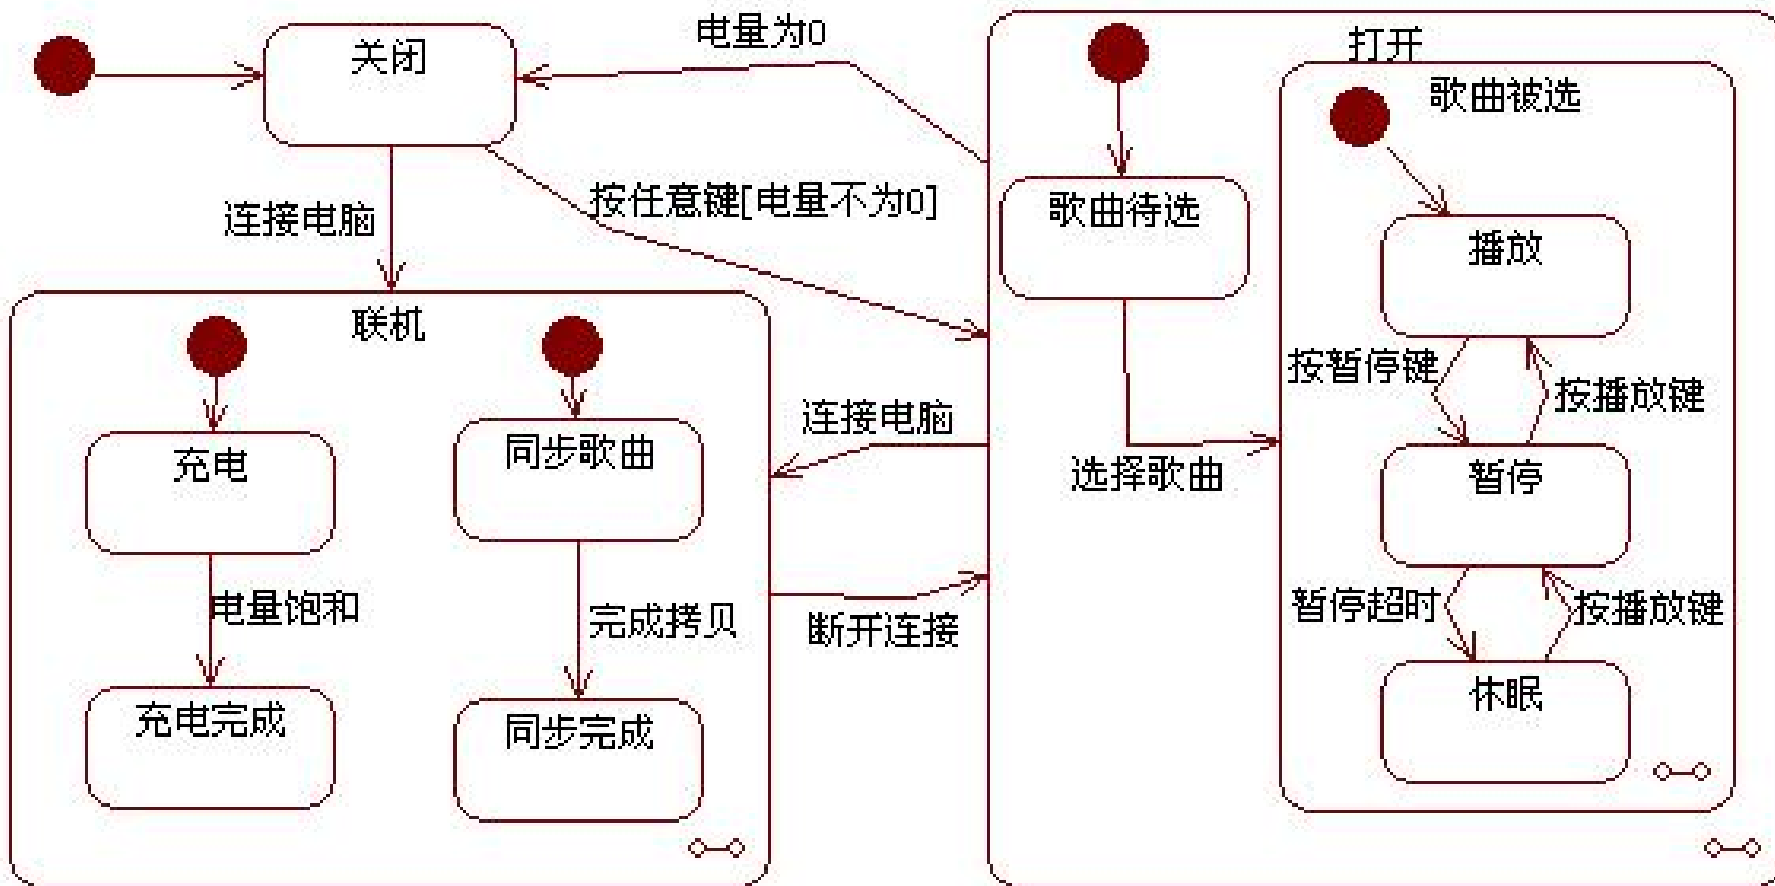 关闭
电量为0
打开
歌曲被选
连接电脑
按任意键[电量不为0]
歌曲待选
播放
联机
按暂停键
按播放键
充电
同步歌曲
连接电脑
选择歌曲
暂停
电量饱和
完成拷贝
断开连接
暂停超时
按播放键
充电完成
同步完成
休眠